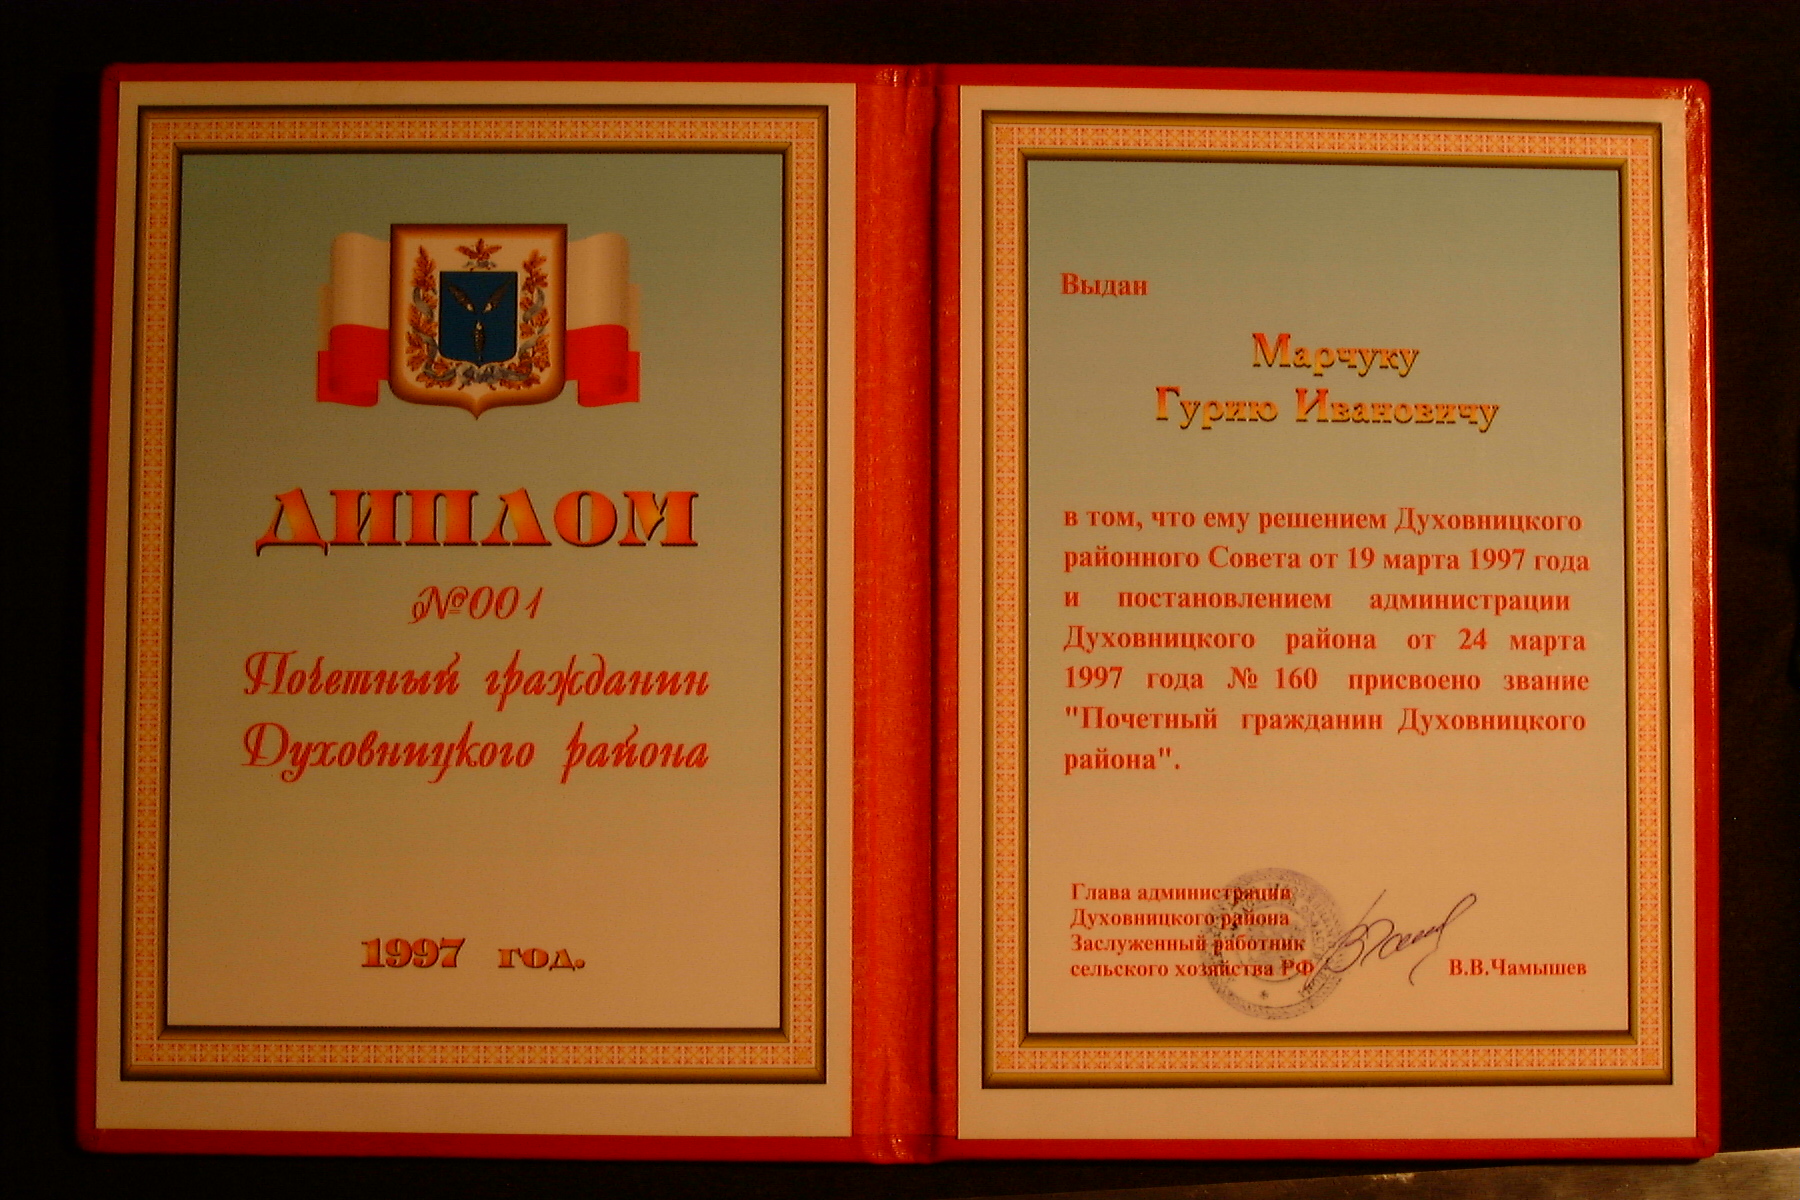 ДИПЛОМ
№001
Почетный гражданин
Духовницкого района
1997 год.
Выдан
Марчуку
Гурию Ивановичу
в том, что ему решением Духовницкого
районного Совета от 19 марта 1997 года
и постановлением администрации
Духовницкого района от 24 марта
1997 года № 160 присвоено звание
"Почетный гражданин Духовницкого
района".
Глава администрации
Духовницкого района
Заслуженный работник
сельского хозяйства РФ
В.В.Чамышев